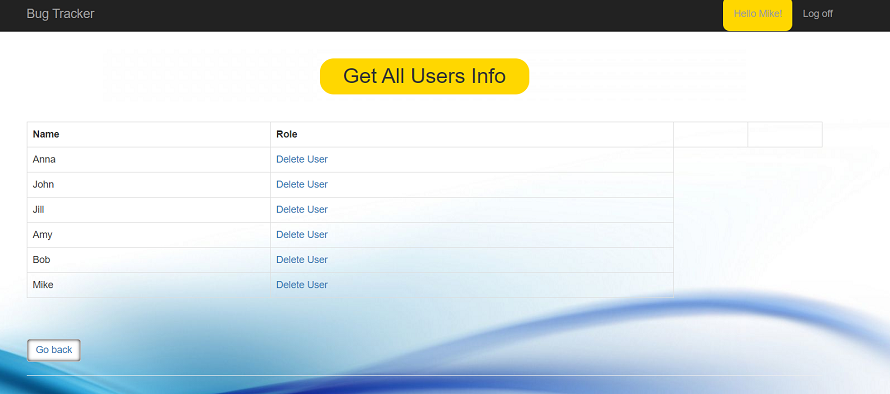 Bug Tracker Hello Mike! Log off
Get All Users Info
Name Role
Anna Delete User
John Delete User
Jill Delete User
Amy Delete User
Bob Delete User
Mike Delete User
Go back